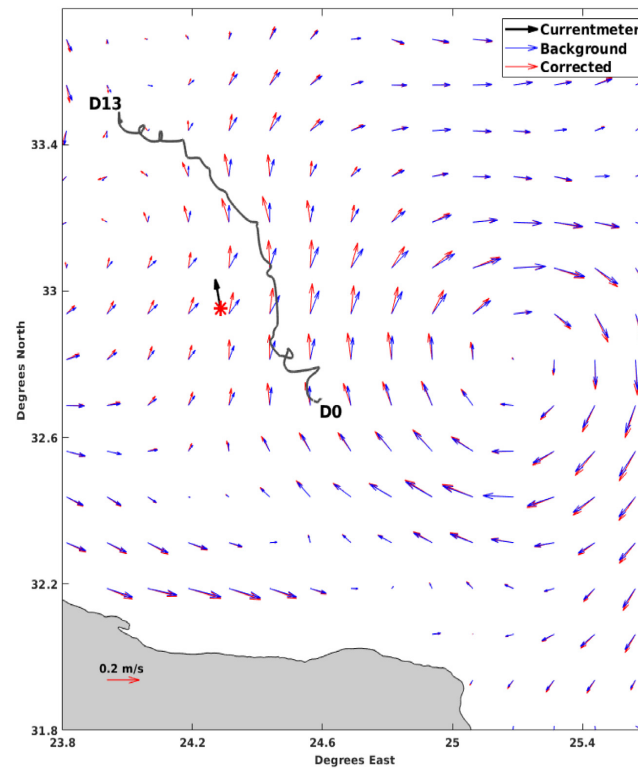 Currentmeter
Background
Corrected
D13
33.4
33
Degrees North
D0
32.6
32.2
0.2 m/s
31.8
23.8
24.2
24.6
25
25.4
Degrees East